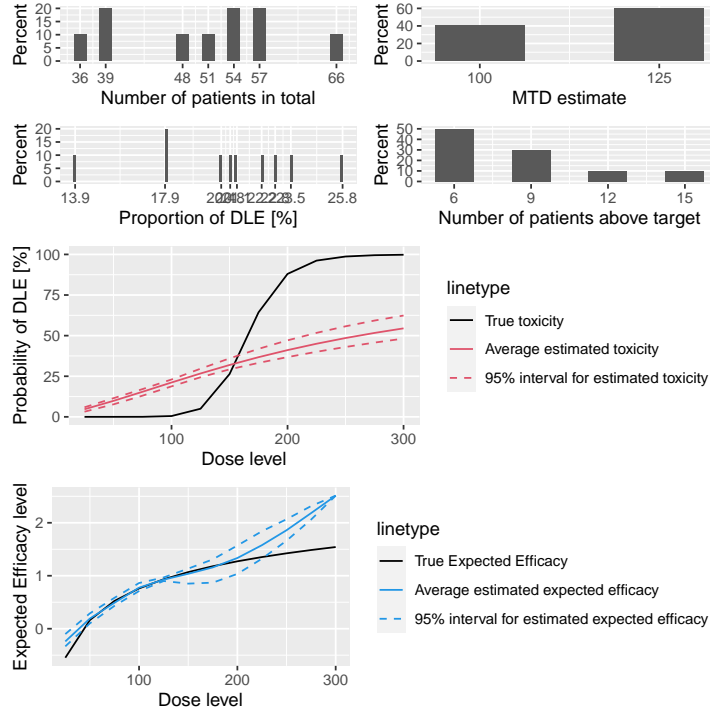 Percent
20
15
10
5
0
36 39 48 51 54 57 66
Number of patients in total
Percent
60
40
20
0
100 125
MTD estimate
Percent
20
15
10
5
0
13.9 17.9 25.8
Proportion of DLE [%]
Percent
50
40
30
20
10
0
6 9 12 15
Number of patients above target
Probability of DLE [%]
100
75
50
25
0
100 200 300
Dose level
linetype
True toxicity
Average estimated toxicity
95% interval for estimated toxicity
Expected Efficacy level
2
1
0
100 200 300
Dose level
linetype
True Expected Efficacy
Average estimated expected efficacy
95% interval for estimated expected efficacy